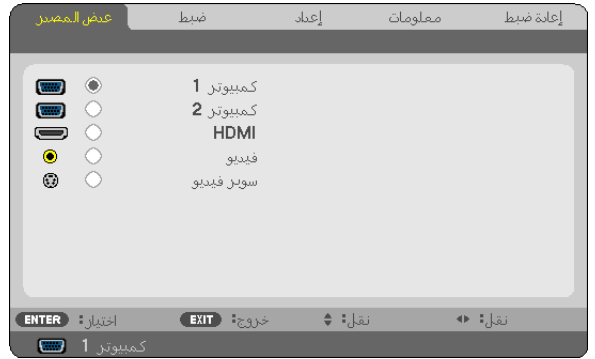 عرض المصدر ضبط إعداد معلومات إعادة ضبط
كمبيوتر 1
كمبيوتر 2
HDMI
فيديو
سوبر فيديو
ENTER اختيار: EXIT خروج: نقل: نقل:
كمبيوتر 1